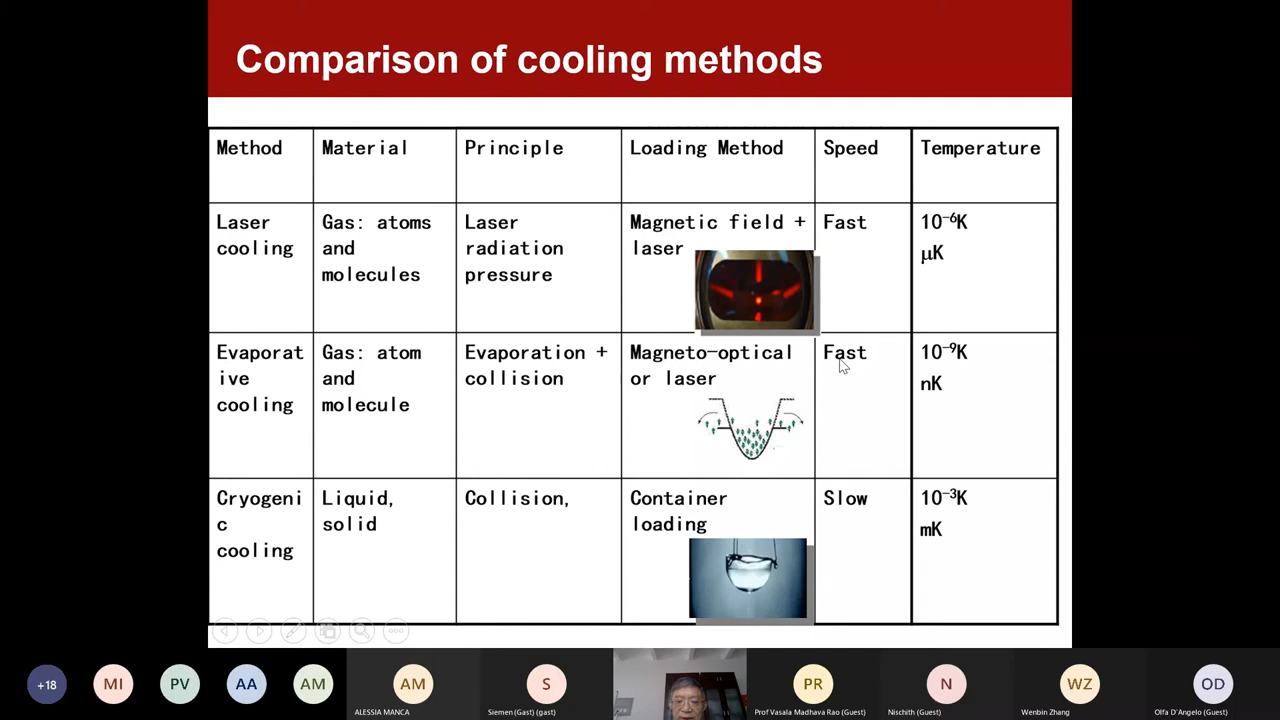 Comparison of cooling methods
Method
Material
Principle
Loading Method
Speed
Temperature
Laser
cooling
Gas: atoms
and
molecules
Laser
radiation
pressure
Magnetic field +
laser
Fast
10⁻⁶K
μK
Evaporat
ive
cooling
Gas: atom
and
molecule
Evaporation +
collision
Magneto-optical
or laser
Fast
10⁻⁹K
nK
Cryogeni
c
cooling
Liquid,
solid
Collision,
Container
loading
Slow
10⁻³K
mK
+18
MI
PV
AA
AM
AM
ALESSIA MANCA
S
Siemen (Gast) (gast)
PR
Prof Vasala Madhava Rao (Guest)
N
Nischith (Guest)
WZ
Wenbin Zhang
OD
Olfa D'Angelo (Guest)